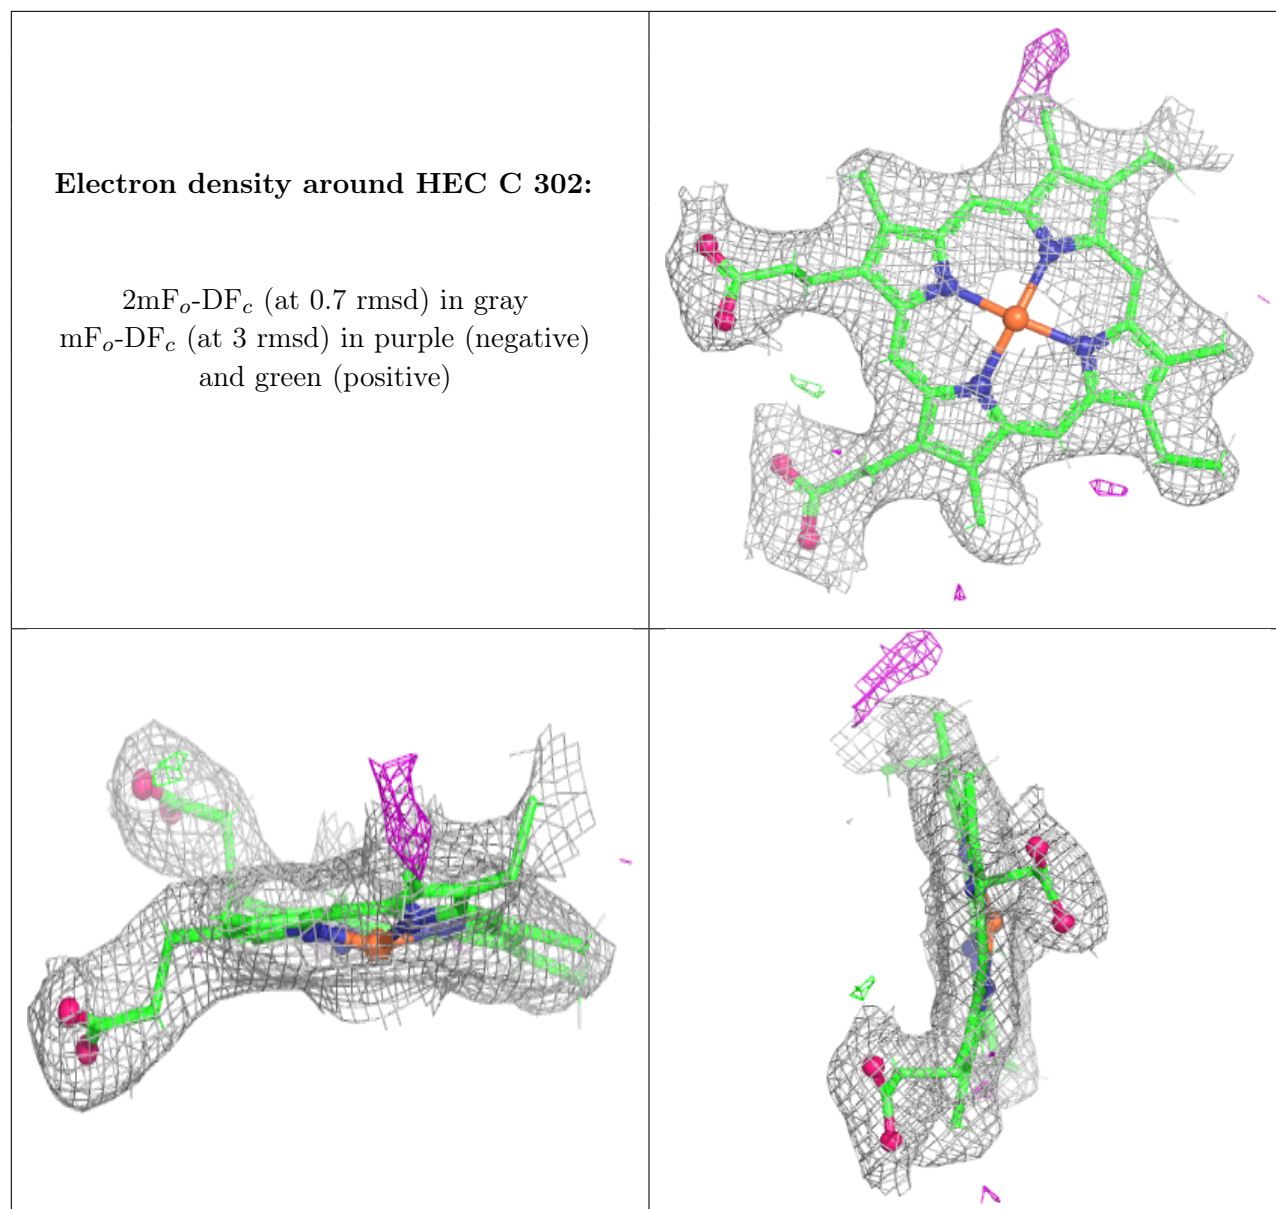 Electron density around HEC C 302:
2mFo-DFc (at 0.7 rmsd) in gray
mFo-DFc (at 3 rmsd) in purple (negative)
and green (positive)